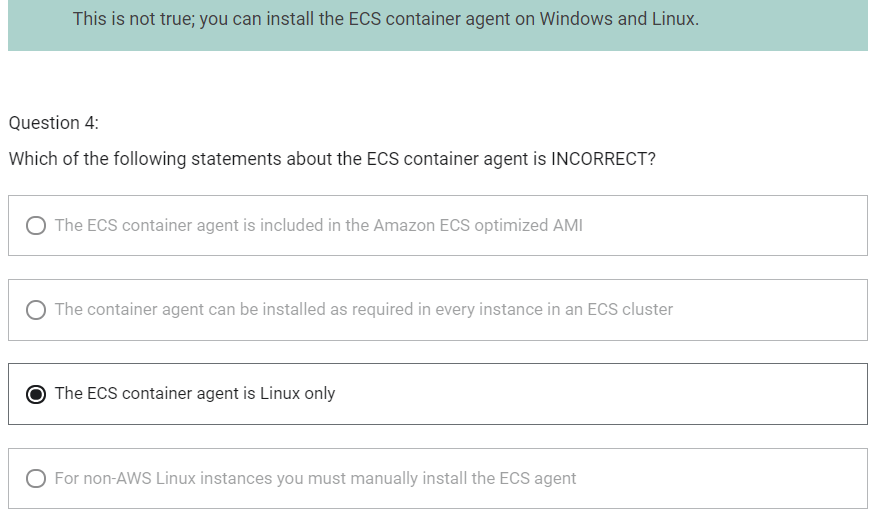 This is not true; you can install the ECS container agent on Windows and Linux.
Question 4:
Which of the following statements about the ECS container agent is INCORRECT?
The ECS container agent is included in the Amazon ECS optimized AMI
The container agent can be installed as required in every instance in an ECS cluster
The ECS container agent is Linux only
For non-AWS Linux instances you must manually install the ECS agent